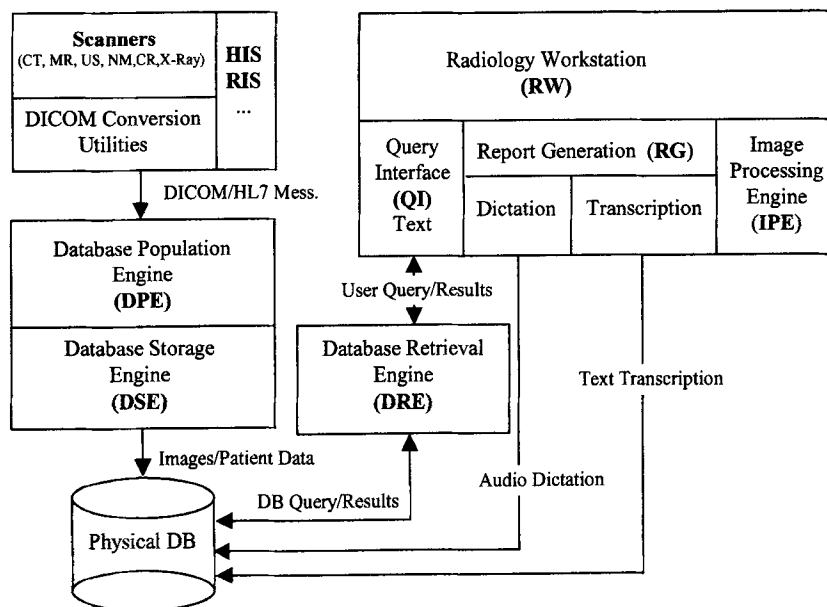 Scanners
(CT, MR, US, NM,CR,X-Ray)
HIS
RIS
...
DICOM Conversion
Utilities
DICOM/HL7 Mess.
Database Population
Engine
(DPE)
Database Storage
Engine
(DSE)
Images/Patient Data
Physical DB
Radiology Workstation
(RW)
Query
Interface
(QI)
Text
Report Generation (RG)
Dictation
Transcription
Image
Processing
Engine
(IPE)
User Query/Results
Database Retrieval
Engine
(DRE)
DB Query/Results
Audio Dictation
Text Transcription